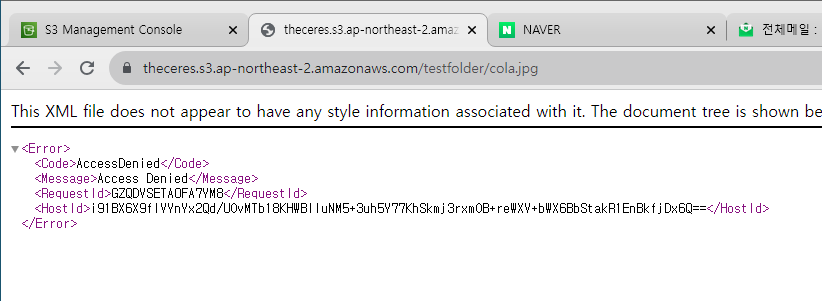 S3 Management Console
theceres.s3.ap-northeast-2.amaz
NAVER
전체메일 :
theceres.s3.ap-northeast-2.amazonaws.com/testfolder/cola.jpg
This XML file does not appear to have any style information associated with it. The document tree is shown be
<Error>
<Code>AccessDenied</Code>
<Message>Access Denied</Message>
<RequestId>GZQDVSETAOFA7YM8</RequestId>
<HostId>i91BX6X9flVYnYx2Qd/UOvMTb18KHWBIluNM5+3uh5Y77KhSkmj3rxmOB+reWXV+bWX6BbStakR1EnBkfjDx6Q==</HostId>
</Error>